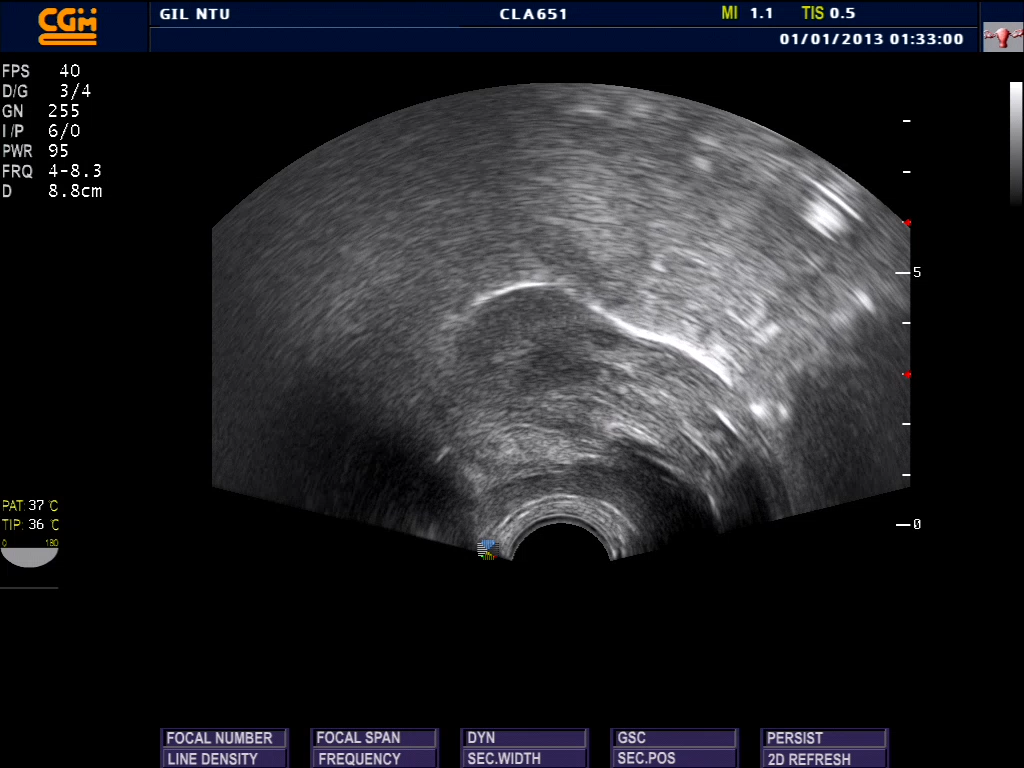 CGM
GIL NTU
CLA651
MI 1.1
TIS 0.5
01/01/2013 01:33:00
FPS 40
D/G 3/4
GN 255
I/P 6/0
PWR 95
FRQ 4-8.3
D 8.8cm
5
PAT: 37 °C
TIP: 36 °C
0 180
0
FOCAL NUMBER
FOCAL SPAN
DYN
GSC
PERSIST
LINE DENSITY
FREQUENCY
SEC.WIDTH
SEC.POS
2D REFRESH